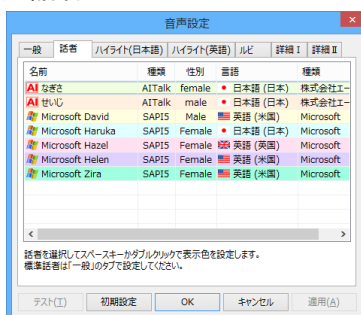 音声設定
一般 話者 ハイライト(日本語) ハイライト(英語) ルビ 詳細 I 詳細 II
名前 種類 性別 言語 種類
AI なぎさ AITalk female 日本語 (日本) 株式会社エー
AI せいじ AITalk male 日本語 (日本) 株式会社エー
Microsoft David SAPI5 Male 英語 (米国) Microsoft
Microsoft Haruka SAPI5 Female 日本語 (日本) Microsoft
Microsoft Hazel SAPI5 Female 英語 (英国) Microsoft
Microsoft Helen SAPI5 Female 英語 (米国) Microsoft
Microsoft Zira SAPI5 Female 英語 (米国) Microsoft
話者を選択してスペースキーかダブルクリックで表示色を設定します。
標準話者は「一般」のタブで設定してください。
テスト(T) 初期設定 OK キャンセル 適用(A)